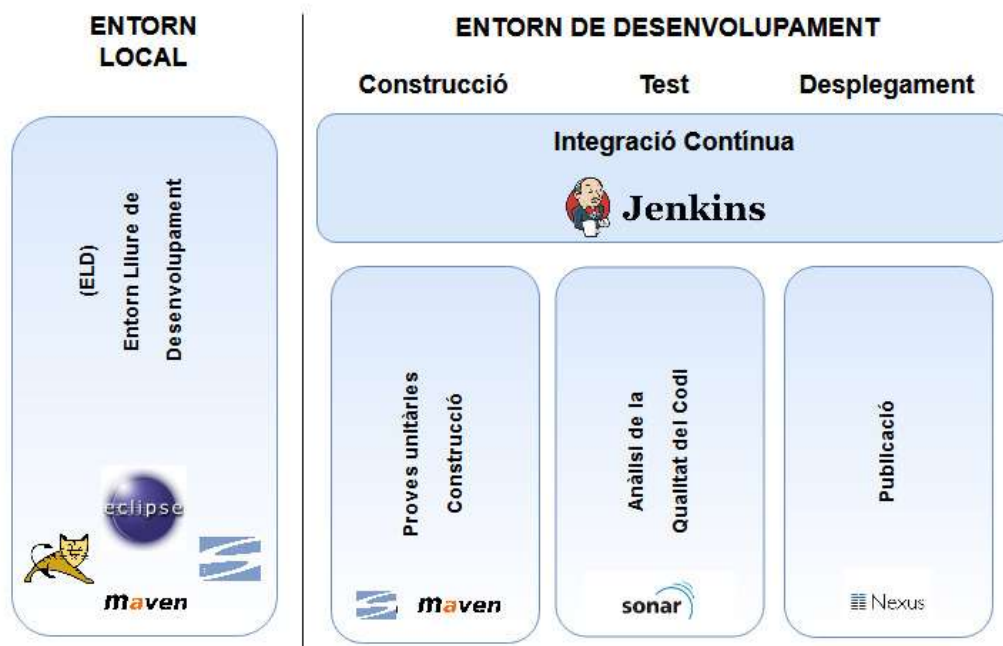 ENTORN
LOCAL
ENTORN DE DESENVOLUPAMENT
Construcció
Test
Desplegament
Integració Contínua
Jenkins
(ELD)
Entorn Lliure de
Desenvolupament
eclipse
maven
Proves unitàries
Construcció
maven
Anàlisi de la
Qualitat del Codi
sonar
Publicació
Nexus